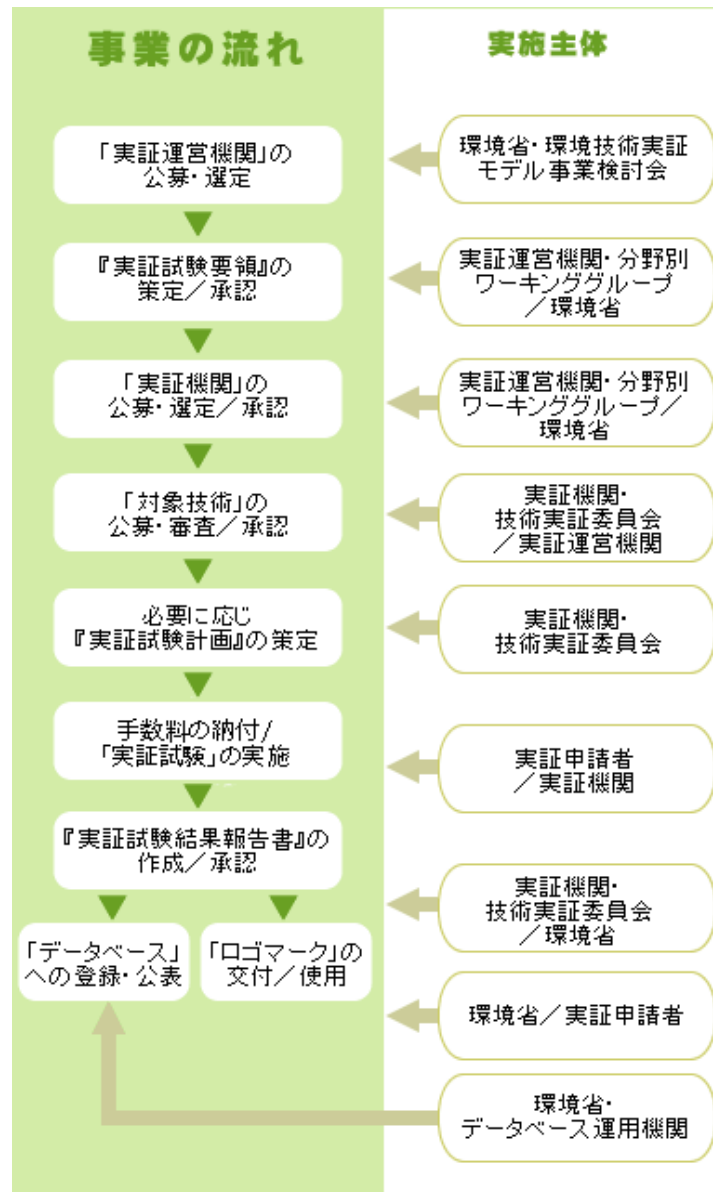 事業の流れ
実施主体
「実証運営機関」の
公募・選定
環境省・環境技術実証
モデル事業検討会
『実証試験要領』の
策定／承認
実証運営機関・分野別
ワーキンググループ
／環境省
「実証機関」の
公募・選定／承認
実証運営機関・分野別
ワーキンググループ／
環境省
「対象技術」の
公募・審査／承認
実証機関・
技術実証委員会
／実証運営機関
必要に応じ
『実証試験計画』の策定
実証機関・
技術実証委員会
手数料の納付/
「実証試験」の実施
実証申請者
／実証機関
『実証試験結果報告書』の
作成／承認
実証機関・
技術実証委員会
／環境省
「データベース」
への登録・公表
「ロゴマーク」の
交付／使用
環境省／実証申請者
環境省・
データベース運用機関